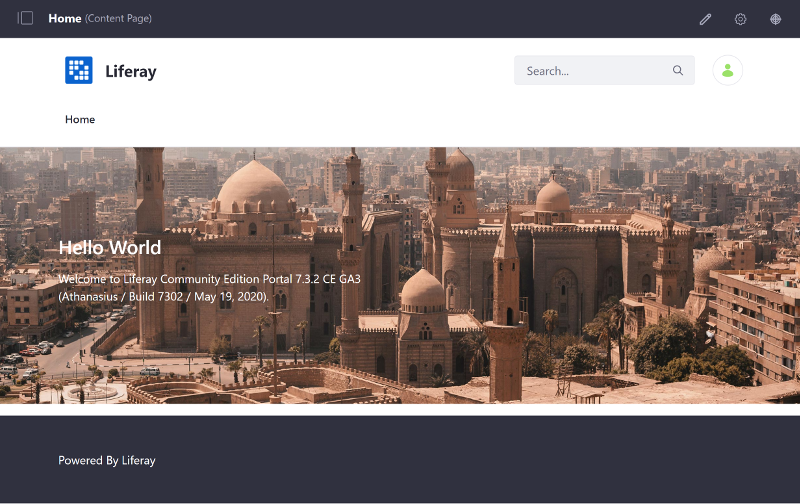 Home (Content Page)
Liferay
Search...
Home
Hello World
Welcome to Liferay Community Edition Portal 7.3.2 CE GA3
(Athanasius / Build 7302 / May 19, 2020).
Powered By Liferay